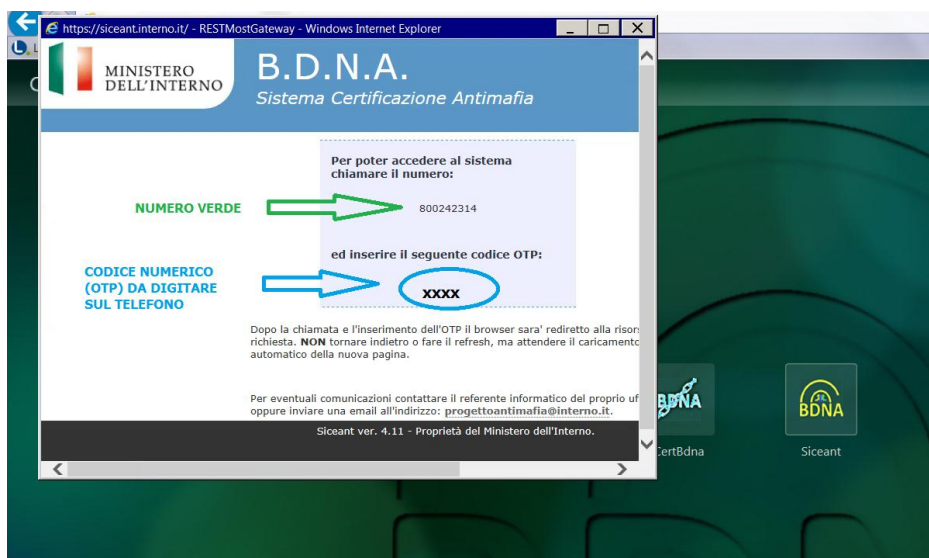 https://siceant.interno.it/ - RESTMostGateway - Windows Internet Explorer
MINISTERO
DELL'INTERNO
B.D.N.A.
Sistema Certificazione Antimafia
Per poter accedere al sistema
chiamare il numero:
NUMERO VERDE
800242314
ed inserire il seguente codice OTP:
CODICE NUMERICO
(OTP) DA DIGITARE
SUL TELEFONO
XXXX
Dopo la chiamata e l'inserimento dell'OTP il browser sara' rediretto alla risor
richiesta. NON tornare indietro o fare il refresh, ma attendere il caricamento
automatico della nuova pagina.
Per eventuali comunicazioni contattare il referente informatico del proprio uf
oppure inviare una email all'indirizzo: progettoantimafia@interno.it.
Siceant ver. 4.11 - Proprietà del Ministero dell'Interno.
BDNA
BDNA
CertBdna
Siceant